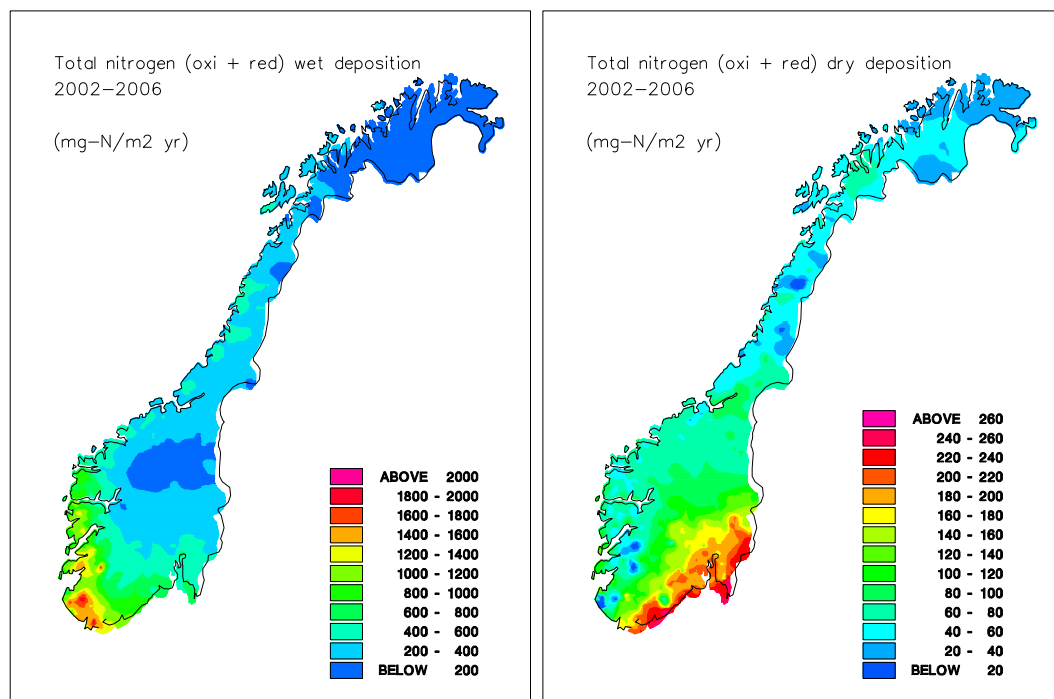 Total nitrogen (oxi + red) wet deposition
2002-2006
(mg-N/m2 yr)
ABOVE 2000
1800 - 2000
1600 - 1800
1400 - 1600
1200 - 1400
1000 - 1200
800 - 1000
600 - 800
400 - 600
200 - 400
BELOW 200
Total nitrogen (oxi + red) dry deposition
2002-2006
(mg-N/m2 yr)
ABOVE 260
240 - 260
220 - 240
200 - 220
180 - 200
160 - 180
140 - 160
120 - 140
100 - 120
80 - 100
60 - 80
40 - 60
20 - 40
BELOW 20